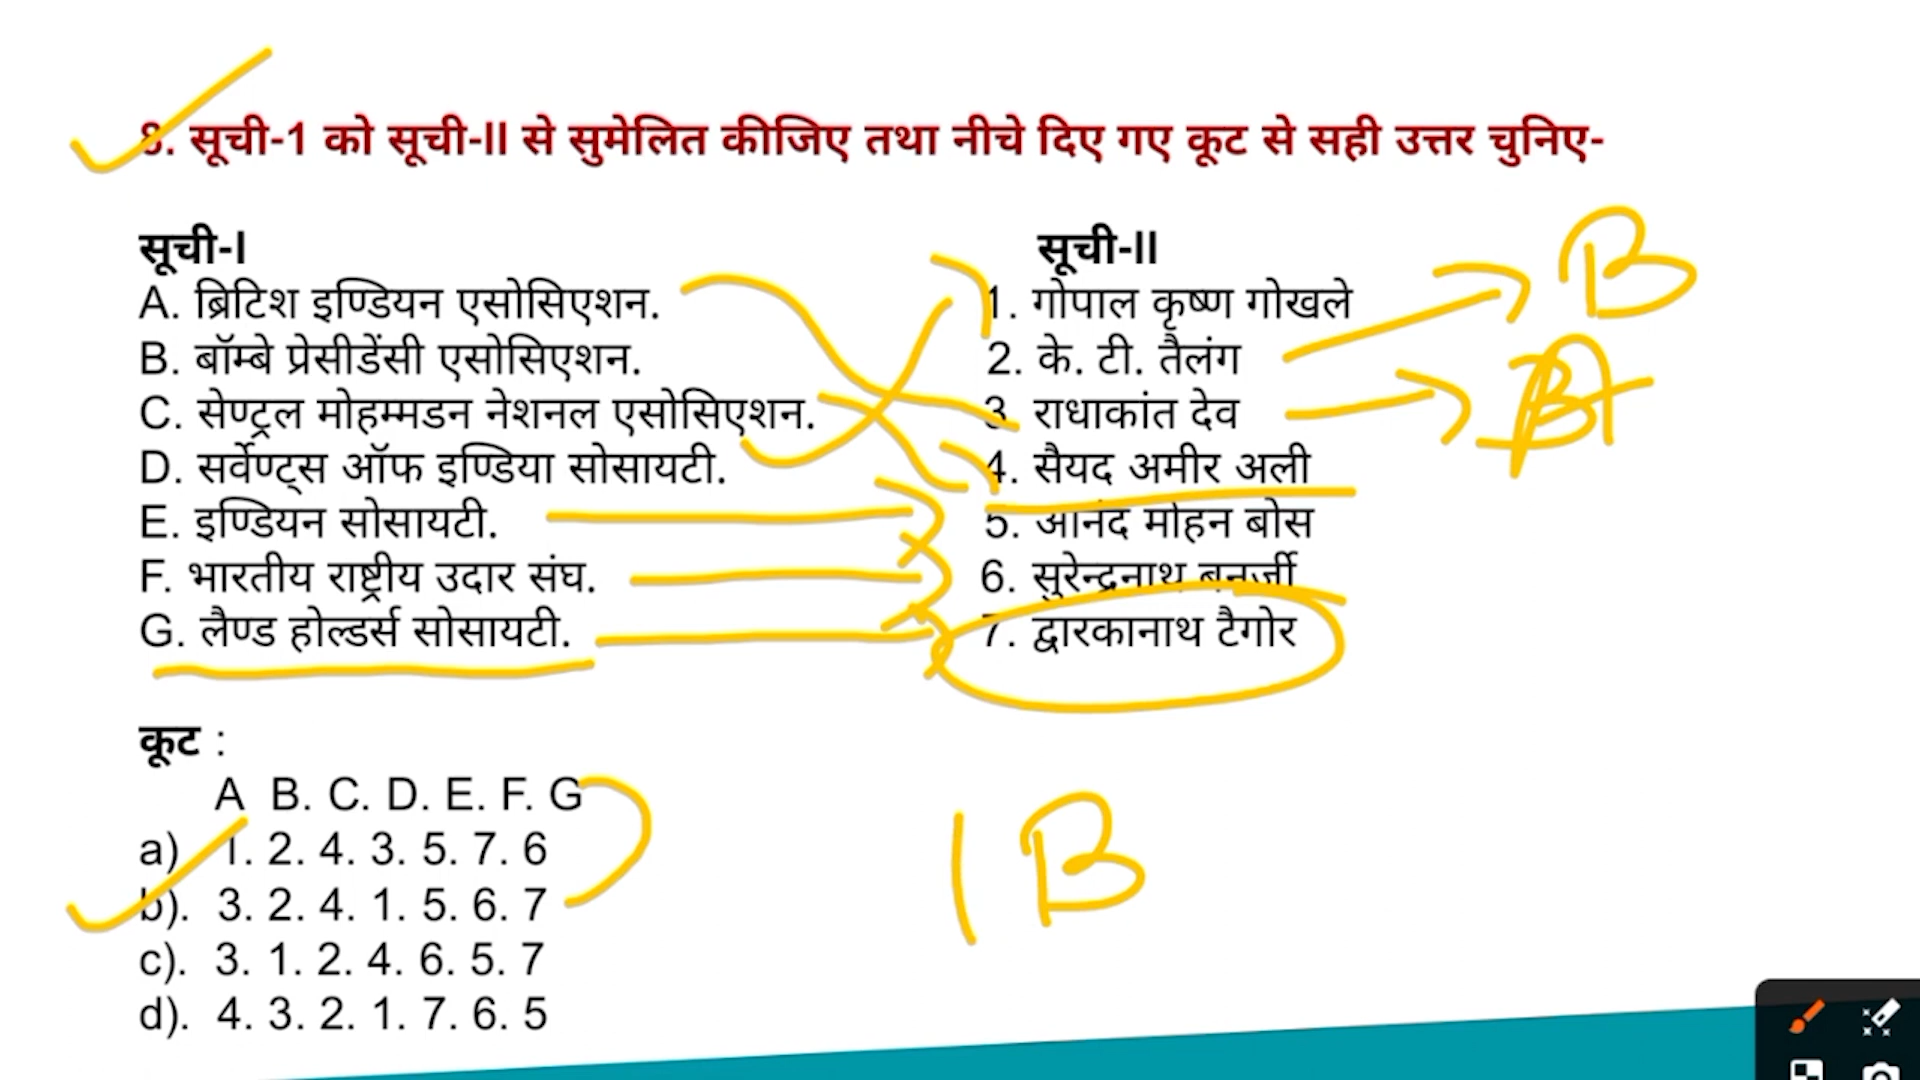 8. सूची-1 को सूची-II से सुमेलित कीजिए तथा नीचे दिए गए कूट से सही उत्तर चुनिए-
सूची-I
A. ब्रिटिश इण्डियन एसोसिएशन.
B. बॉम्बे प्रेसीडेंसी एसोसिएशन.
C. सेण्ट्रल मोहम्मडन नेशनल एसोसिएशन.
D. सर्वेण्ट्स ऑफ इण्डिया सोसायटी.
E. इण्डियन सोसायटी.
F. भारतीय राष्ट्रीय उदार संघ.
G. लैण्ड होल्डर्स सोसायटी.
सूची-II
1. गोपाल कृष्ण गोखले
2. के. टी. तैलंग
3. राधाकांत देव
4. सैयद अमीर अली
5. आनंद मोहन बोस
6. सुरेन्द्रनाथ बनर्जी
7. द्वारकानाथ टैगोर
B
कूट :
A B. C. D. E. F. G
a) 1. 2. 4. 3. 5. 7. 6
b). 3. 2. 4. 1. 5. 6. 7
c). 3. 1. 2. 4. 6. 5. 7
d). 4. 3. 2. 1. 7. 6. 5
B